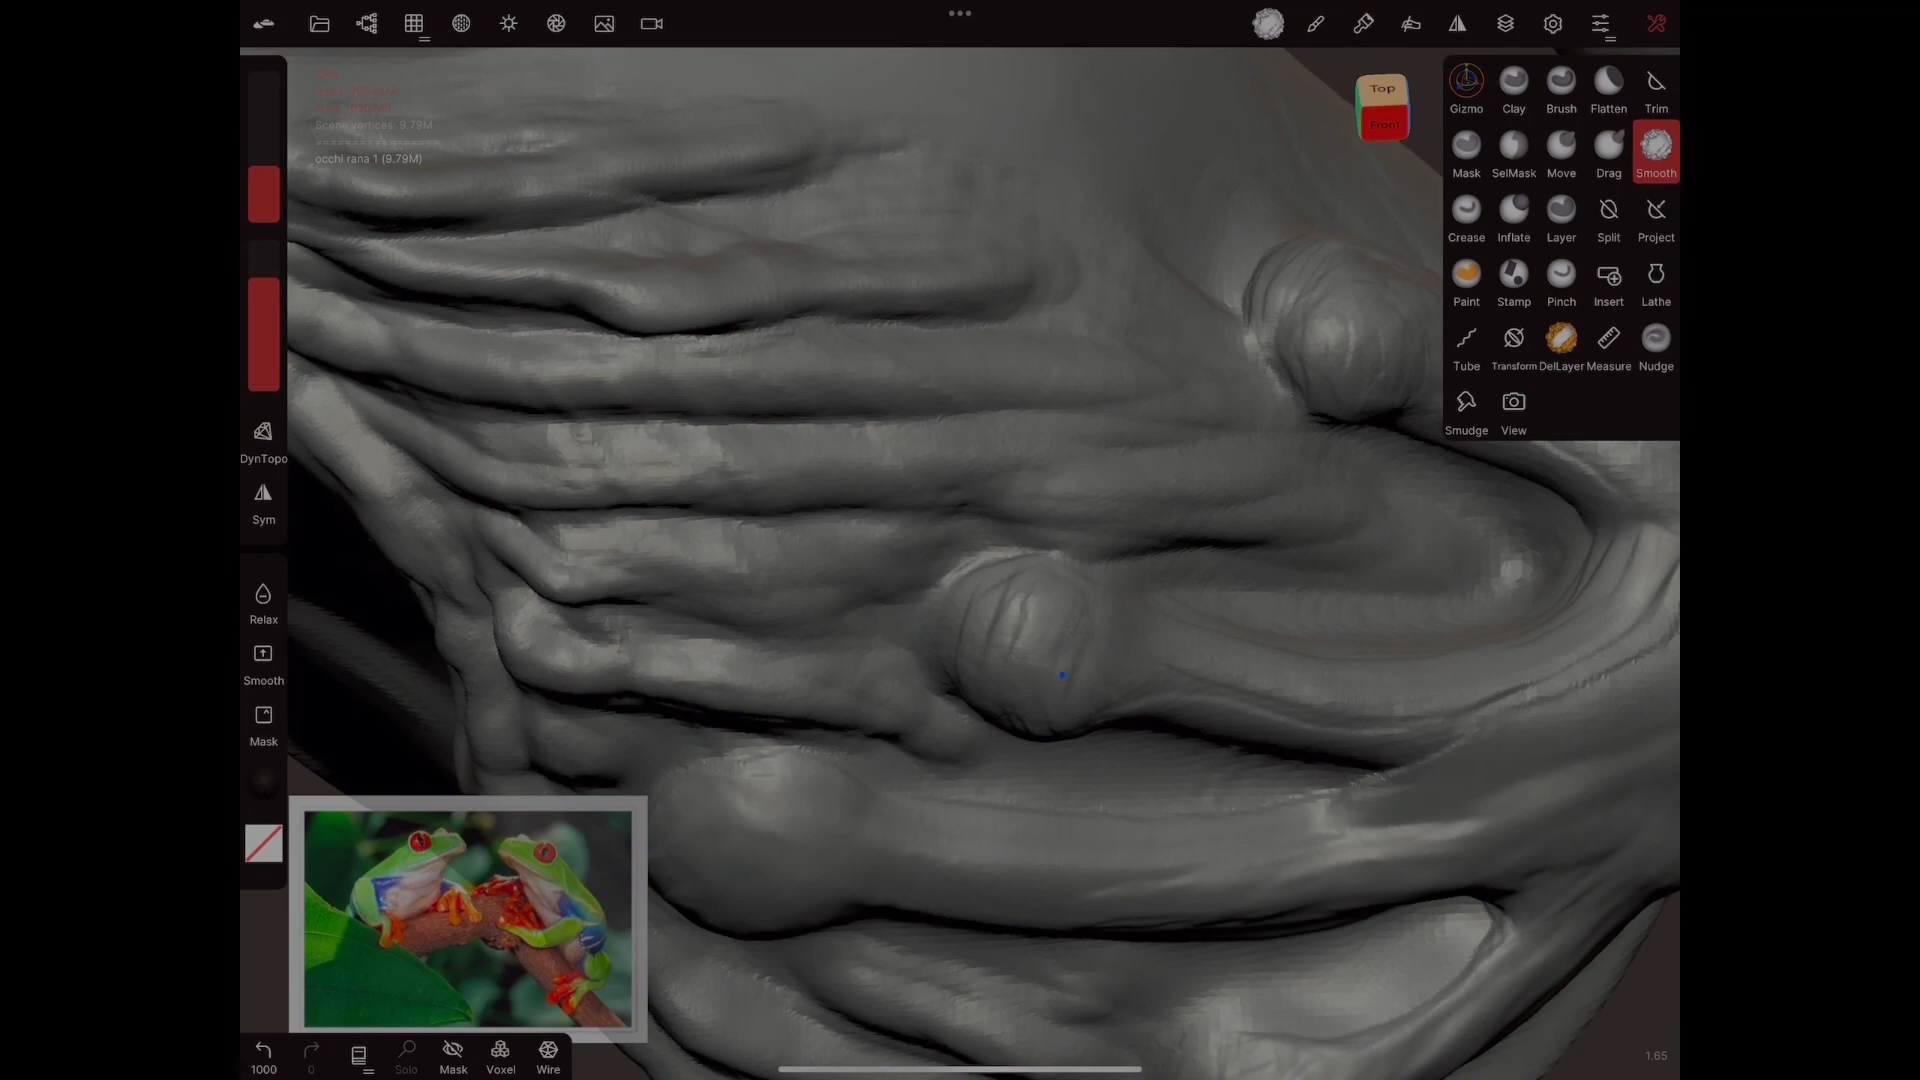 Top
Front
Scene vertices: 9.79M
occhi rana 1 (9.79M)
Gizmo Clay Brush Flatten Trim
Mask SelMask Move Drag Smooth
Crease Inflate Layer Split Project
Paint Stamp Pinch Insert Lathe
Tube Transform DelLayer Measure Nudge
Smudge View
DynTopo
Sym
Relax
Smooth
Mask
1000 0 Solo Mask Voxel Wire
1.65